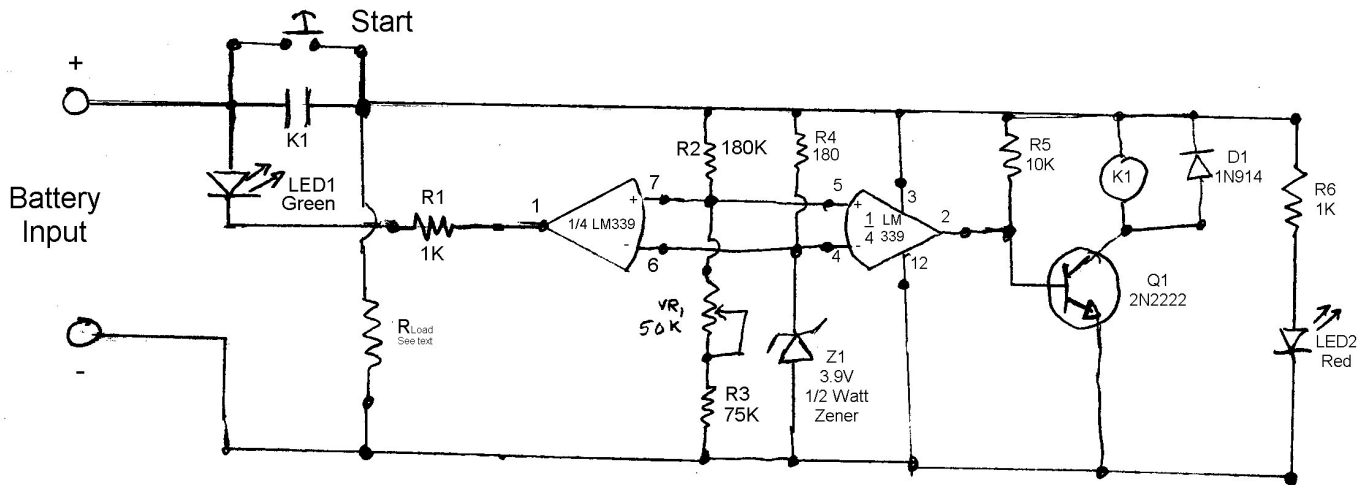 Start
+
K1
LED1
Green
Battery
Input
-
R1
1K
1
1/4 LM339
7
+
-
6
RLoad
See text
R2
180K
VR1
50K
R3
75K
R4
180
Z1
3.9V
1/2 Watt
Zener
5
+
-
4
1
4
LM
339
3
12
2
R5
10K
K1
D1
1N914
Q1
2N2222
R6
1K
LED2
Red